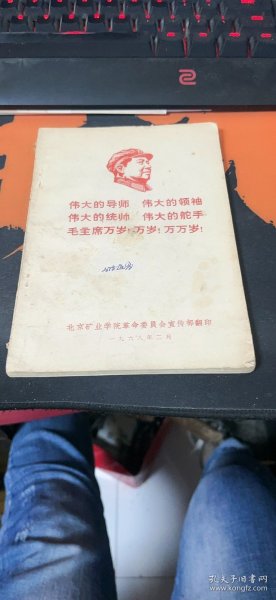 伟大的导师 伟大的领袖
伟大的统帅 伟大的舵手
毛主席万岁！万岁！万万岁！
北京矿业学院革命委员会宣传部翻印
一九六八年二月
孔夫子旧书网